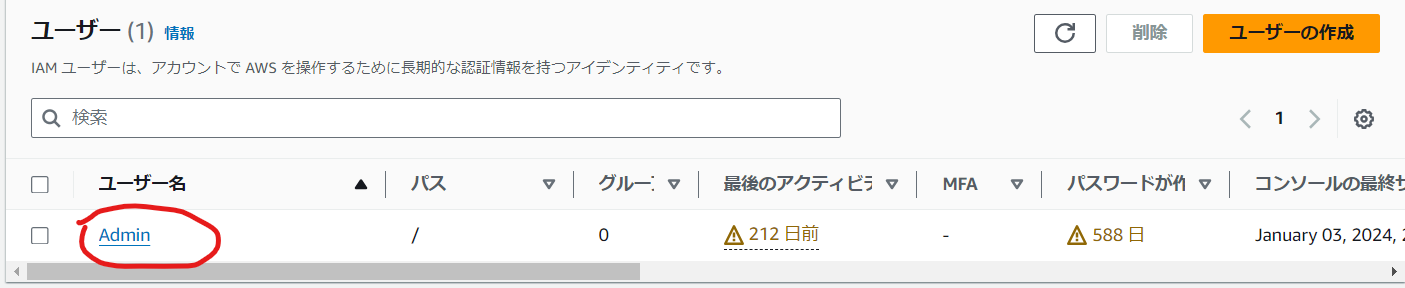 ユーザー (1) 情報
削除
ユーザーの作成
IAM ユーザーは、アカウントで AWS を操作するために長期的な認証情報を持つアイデンティティです。
検索
1
ユーザー名 パス グルー 最後のアクティビ MFA パスワードが作 コンソールの最終
Admin / 0 212 日前 - 588 日 January 03, 2024,